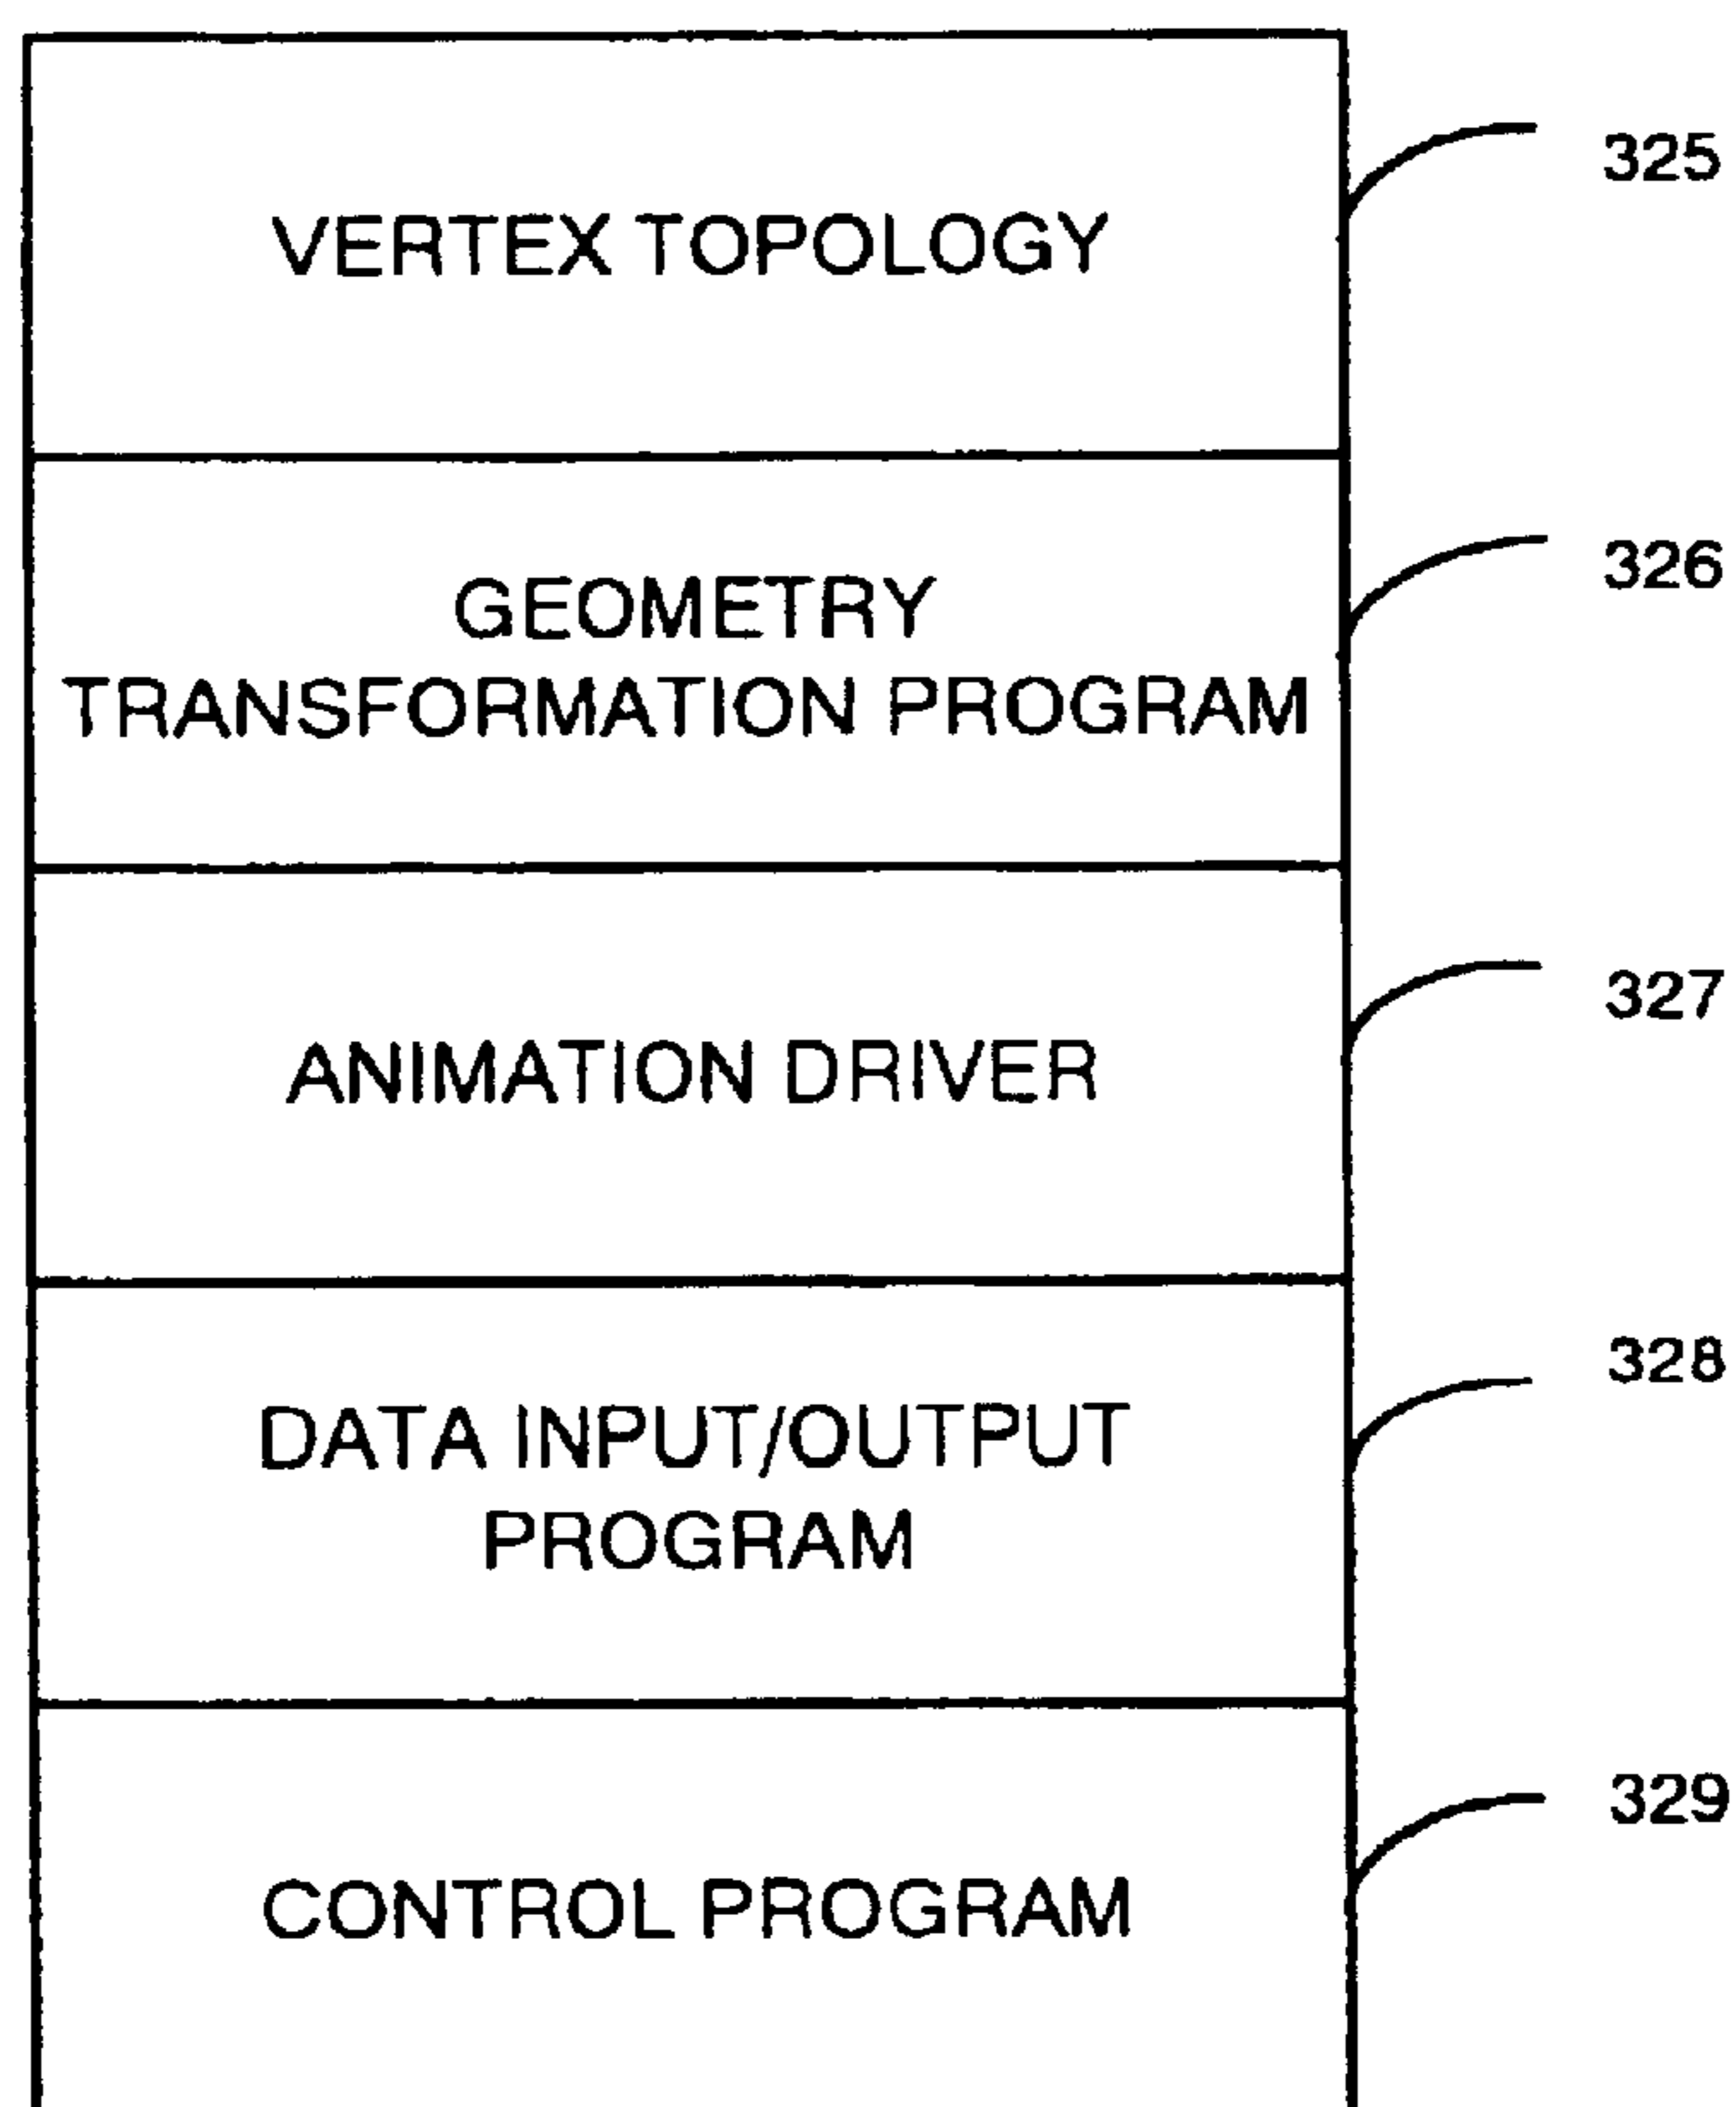 VERTEX TOPOLOGY
325
GEOMETRY
TRANSFORMATION PROGRAM
326
ANIMATION DRIVER
327
DATA INPUT/OUTPUT
PROGRAM
328
CONTROL PROGRAM
329